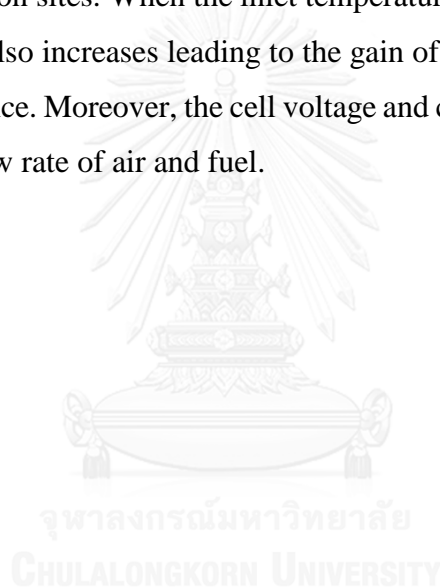 on sites. When the inlet temperatur
lso increases leading to the gain of
ce. Moreover, the cell voltage and c
w rate of air and fuel.
จุฬาลงกรณ์มหาวิทยาลัย
CHULALONGKORN UNIVERSITY